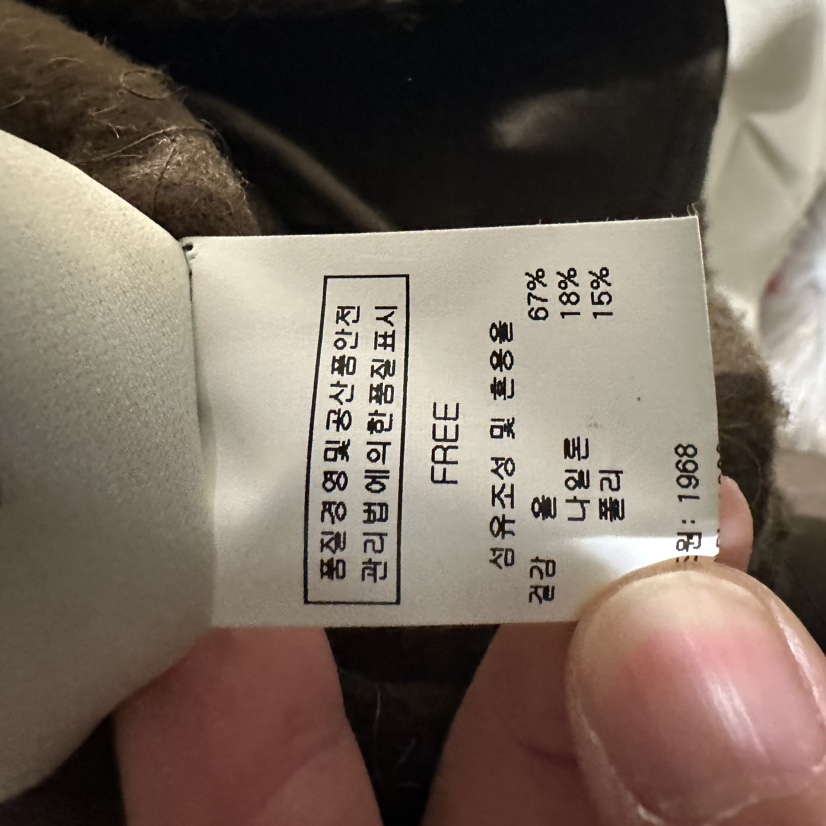 품질경영및공산품안전
관리법에의한품질표시
FREE
섬유조성 및 혼용율
겉감 울 67%
나일론 18%
폴리 15%
원: 1968